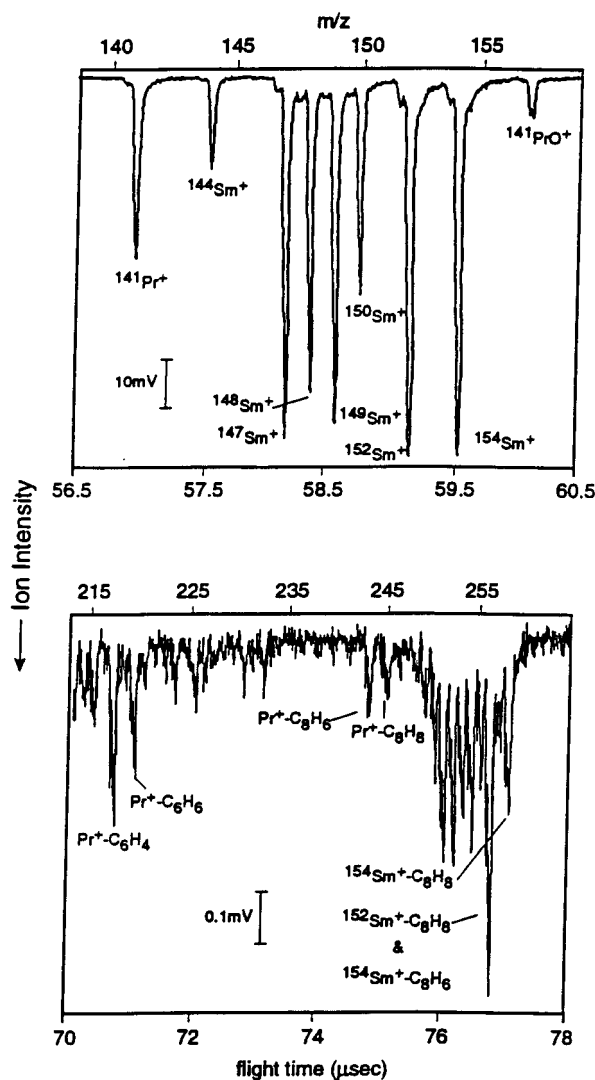 m/z
140 145 150 155
141PrO+
144Sm+
141Pr+
150Sm+
10mV
148Sm+
149Sm+
147Sm+
152Sm+
154Sm+
56.5 57.5 58.5 59.5 60.5
← Ion Intensity
215 225 235 245 255
Pr+-C8H6
Pr+-C8H8
Pr+-C6H6
Pr+-C6H4
154Sm+-C8H8
0.1mV
152Sm+-C8H8
&
154Sm+-C8H6
70 72 74 76 78
flight time (μsec)